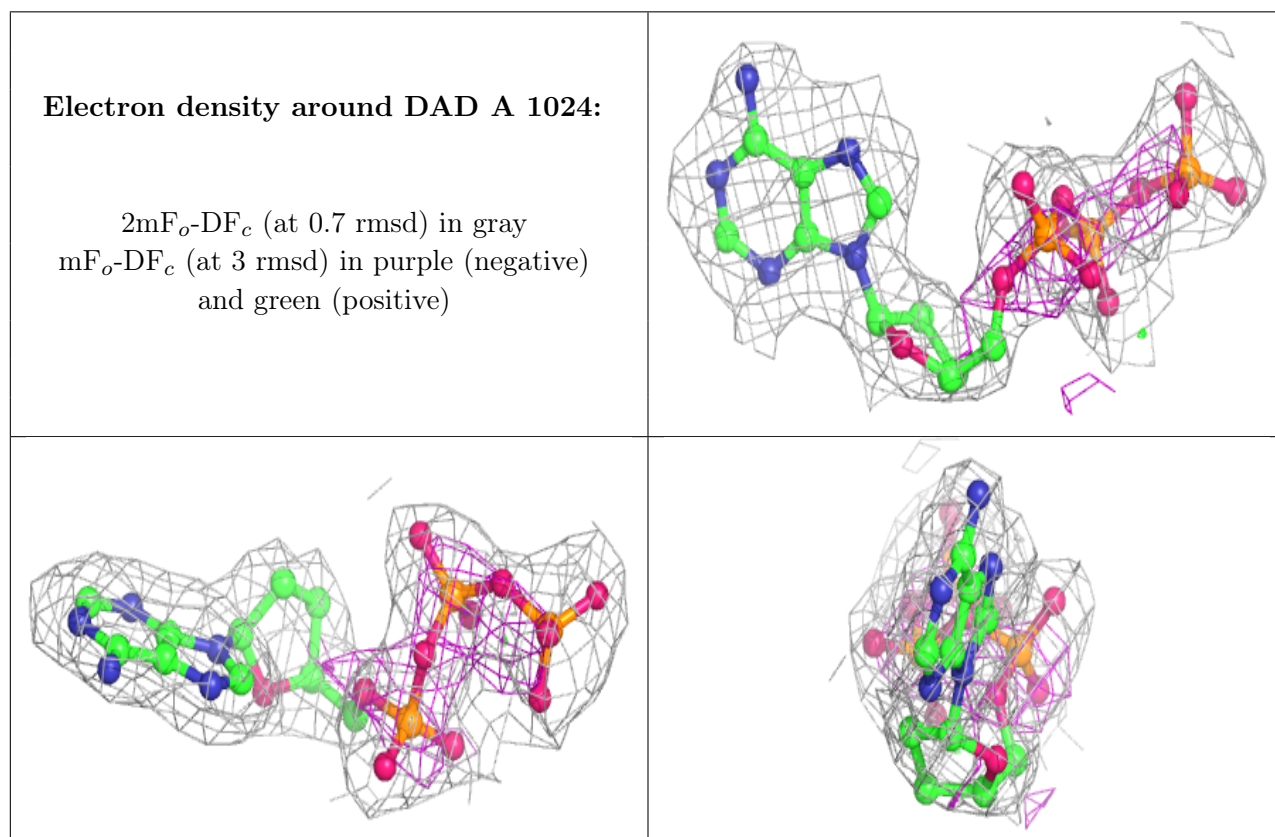 Electron density around DAD A 1024:
2mFo-DFc (at 0.7 rmsd) in gray
mFo-DFc (at 3 rmsd) in purple (negative)
and green (positive)